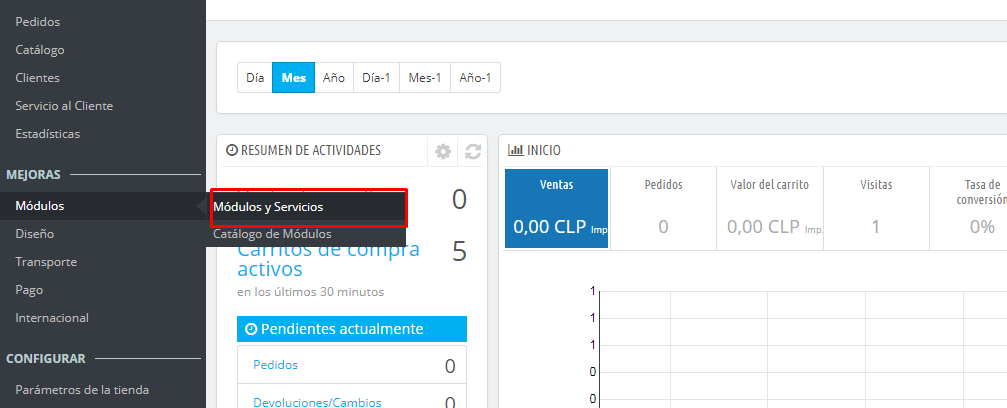 Pedidos
Catálogo
Clientes
Servicio al Cliente
Estadísticas
MEJORAS
Módulos
Diseño
Transporte
Pago
Internacional
CONFIGURAR
Parámetros de la tienda
Módulos y Servicios
Catálogo de Módulos
Día Mes Año Día-1 Mes-1 Año-1
RESUMEN DE ACTIVIDADES
0
Carritos de compra 5
activos
en los últimos 30 minutos
Pendientes actualmente
Pedidos 0
Devoluciones/Cambios 0
INICIO
Ventas
0,00 CLP Imp.
Pedidos
0
Valor del carrito
0,00 CLP Imp.
Visitas
1
Tasa de
conversión
0%
1
1
1
0
0